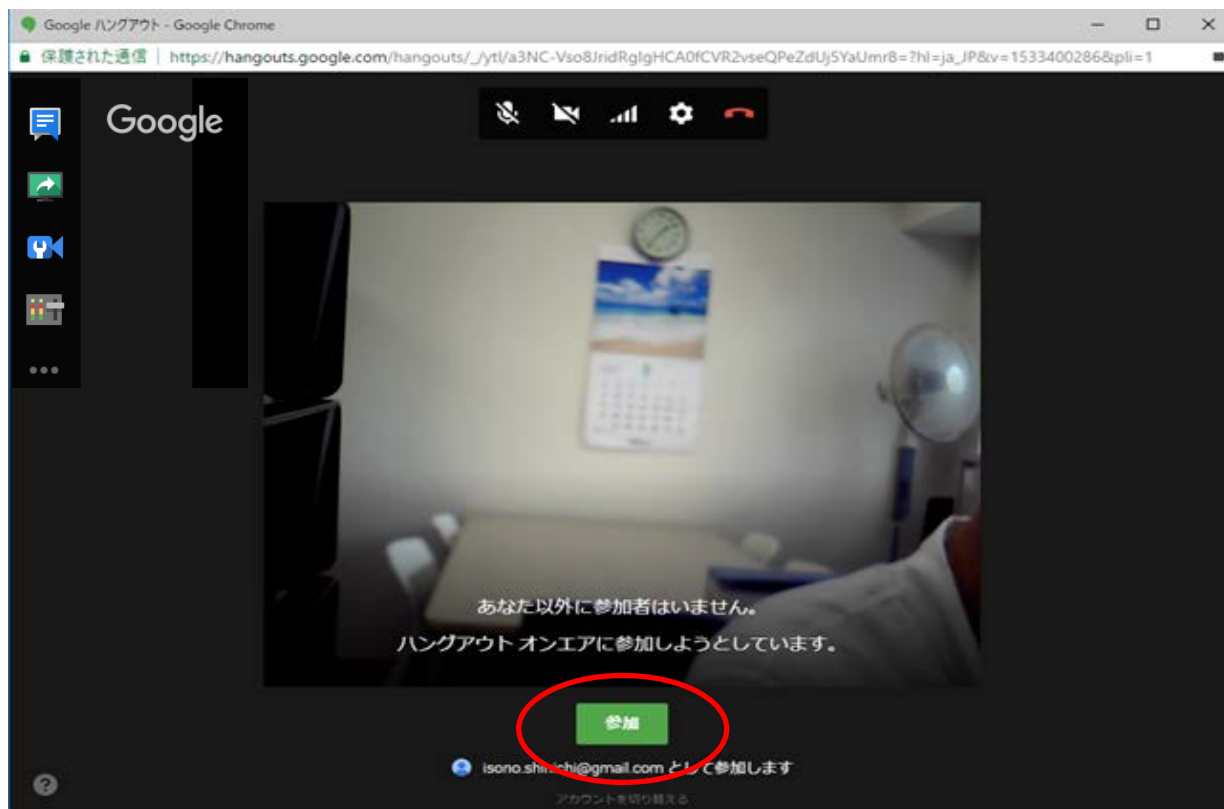 Google ハングアウト - Google Chrome
保護された通信 | https://hangouts.google.com/hangouts/_/ytl/a3NC-Vso8JridRgIgHCA0fCVR2vseQPeZdUj5YaUmr8=?hl=ja_JP&v=1533400286&pli=1
Google
あなた以外に参加者はいません。
ハングアウト オンエアに参加しようとしています。
参加
isono.shinichi@gmail.com として参加します
アカウントを切り替える